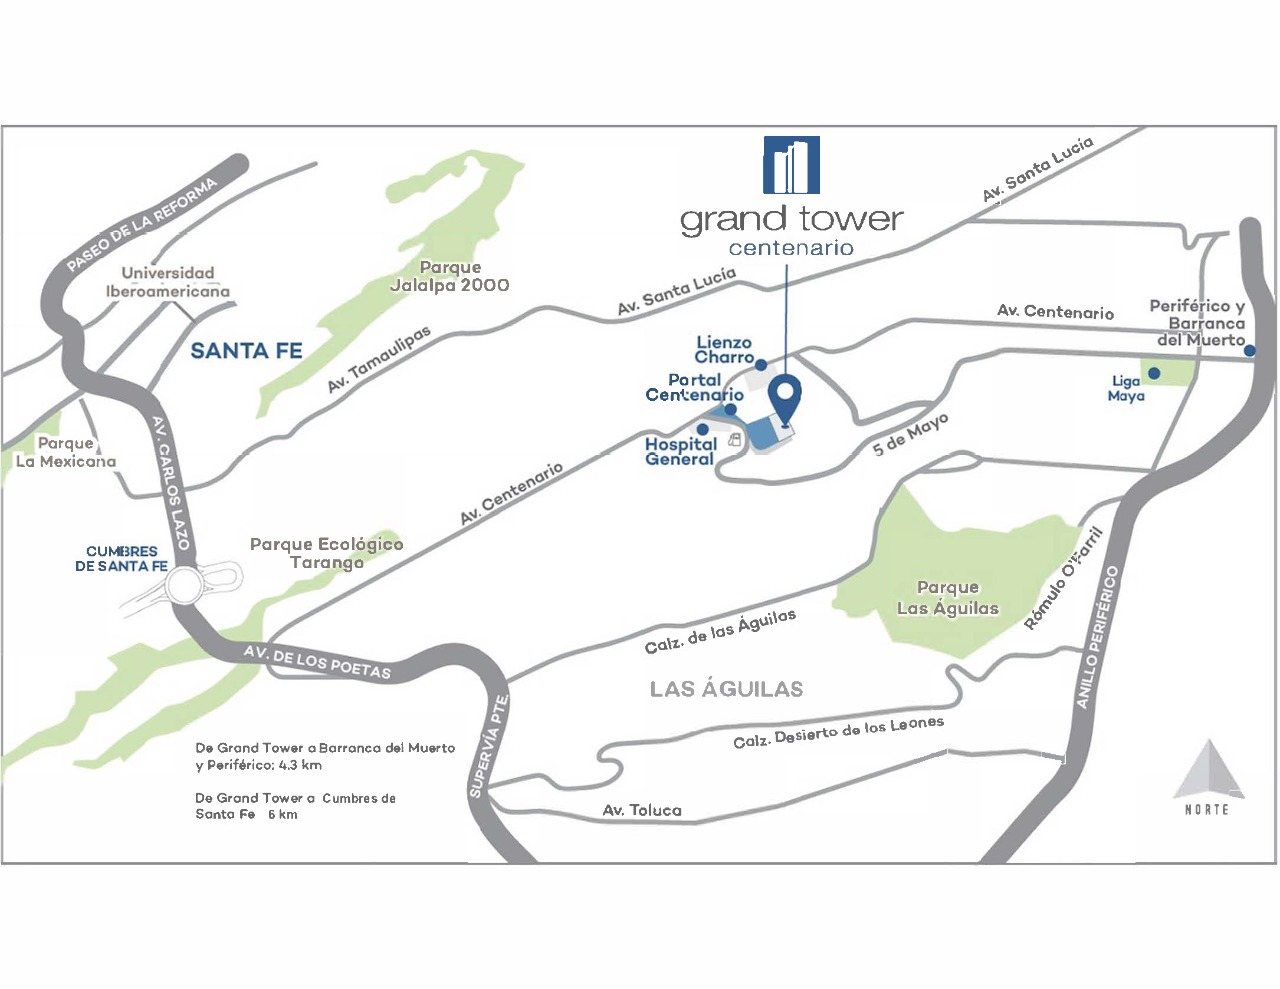 grand tower
centenario
Av. Santa Lucía
PASEO DE LA REFORMA
Universidad
Iberoamericana
Parque
Jalalpa 2000
Av. Santa Lucía
Av. Centenario
Periférico y
Barranca
del Muerto
SANTA FE
Av. Tamaulipas
Lienzo
Charro
Portal
Centenario
Liga
Maya
Hospital
General
5 de Mayo
Parque
La Mexicana
AV. CARLOS LAZO
Av. Centenario
CUMBRES
DE SANTA FE
Parque Ecológico
Tarango
Parque
Las Águilas
Rómulo O'Farril
ANILLO PERIFÉRICO
Calz. de las Águilas
AV. DE LOS POETAS
LAS ÁGUILAS
SUPERVÍA PTE.
Calz. Desierto de los Leones
De Grand Tower a Barranca del Muerto
y Periférico: 4.3 km
De Grand Tower a Cumbres de
Santa Fe 6 km
Av. Toluca
NORTE